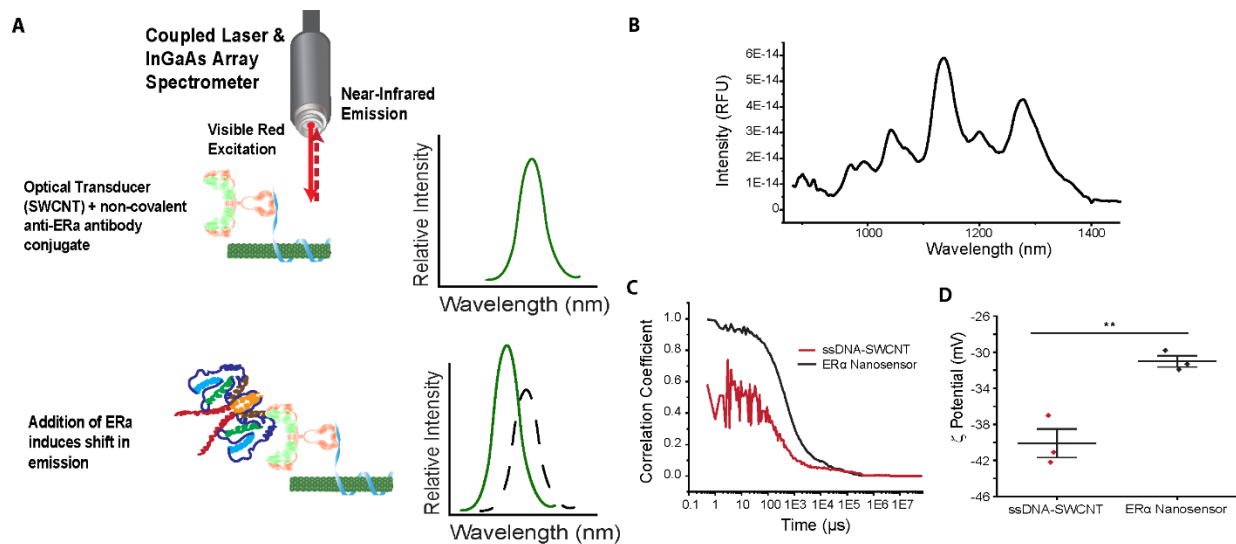 A
Coupled Laser &
InGaAs Array
Spectrometer
Near-Infrared
Emission
Visible Red
Excitation
Optical Transducer
(SWCNT) + non-covalent
anti-ERa antibody
conjugate
Relative Intensity
Wavelength (nm)
Addition of ERa
induces shift in
emission
Relative Intensity
Wavelength (nm)
B
Intensity (RFU)
6E-14
5E-14
4E-14
3E-14
2E-14
1E-14
0
1000
1200
1400
Wavelength (nm)
C
Correlation Coefficient
1.0
0.8
0.6
0.4
0.2
0.0
ssDNA-SWCNT
ERα Nanosensor
0.1 1 10 100 1E3 1E4 1E5 1E6 1E7
Time (µs)
D
ζ Potential (mV)
-26
-30
-34
-38
-42
-46
**
ssDNA-SWCNT
ERα Nanosensor